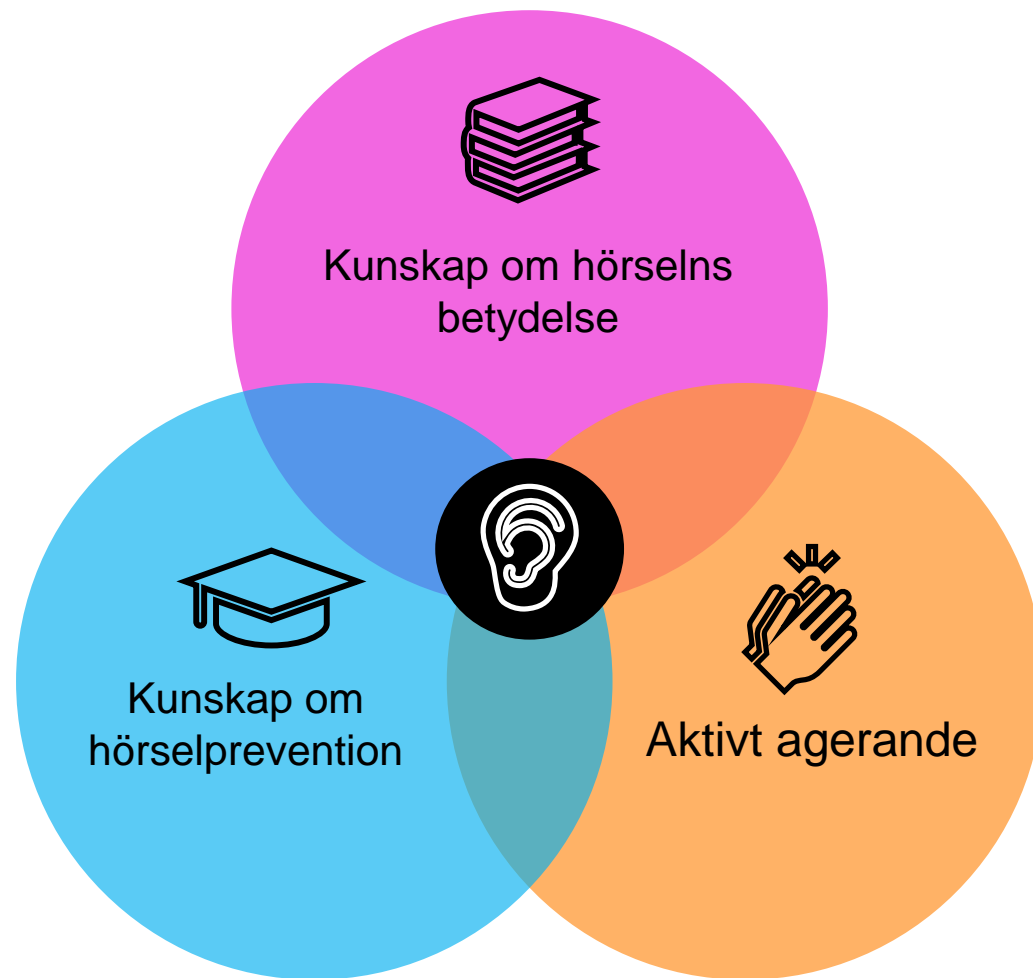 Kunskap om hörselns
betydelse
Kunskap om
hörselprevention
Aktivt agerande